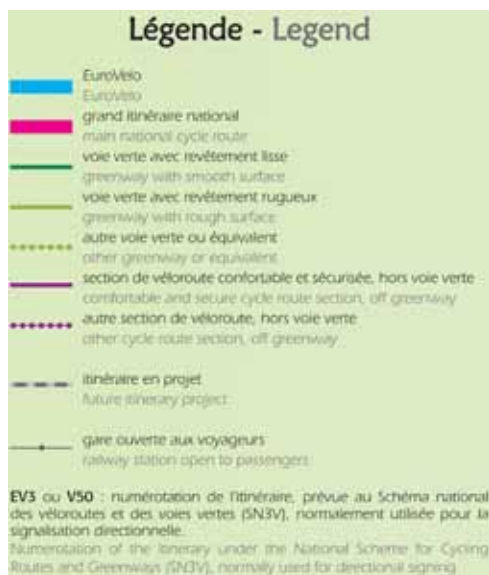 Légende - Legend
EuroVelo
EuroVelo
grand itinéraire national
main national cycle route
voie verte avec revêtement lisse
greenway with smooth surface
voie verte avec revêtement rugueux
greenway with rough surface
autre voie verte ou équivalent
other greenway or equivalent
section de véloroute confortable et sécurisée, hors voie verte
comfortable and secure cycle route section, off greenway
autre section de véloroute, hors voie verte
other cycle route section, off greenway
itinéraire en projet
future itinerary project
gare ouverte aux voyageurs
railway station open to passengers
EV3 ou V50 : numérotation de l'itinéraire, prévue au Schéma national
des véloroutes et des voies vertes (SN3V), normalement utilisée pour la
signalisation directionnelle.
Numerotation of the itinerary under the National Scheme for Cycling
Routes and Greenways (SN3V), normally used for directional signing